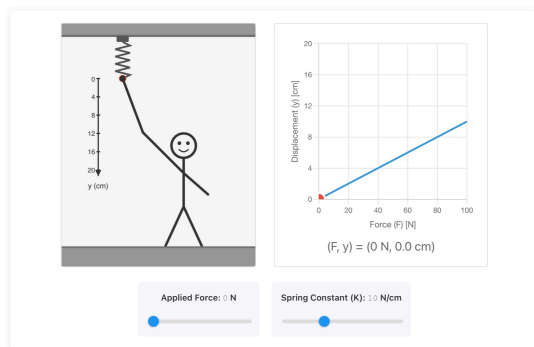 0
4
8
12
16
20
y (cm)
20
16
12
8
4
0
Displacement (y) [cm]
0 20 40 60 80 100
Force (F) [N]
(F, y) = (0 N, 0.0 cm)
Applied Force: 0 N
Spring Constant (K): 10 N/cm